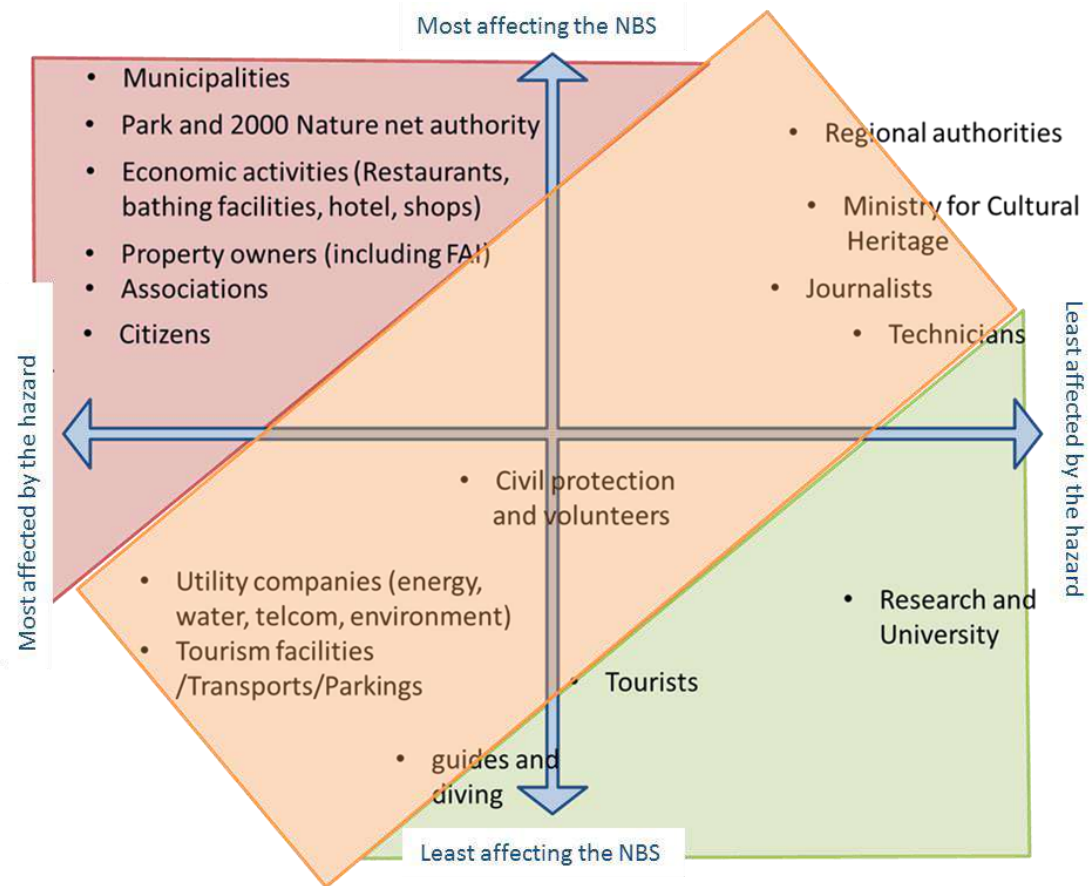 Most affecting the NBS
• Municipalities
• Park and 2000 Nature net authority
• Economic activities (Restaurants,
bathing facilities, hotel, shops)
• Property owners (including FAI)
• Associations
• Citizens
• Regional authorities
• Ministry for Cultural
Heritage
• Journalists
• Technicians
Most affected by the hazard
Least affected by the hazard
• Civil protection
and volunteers
• Utility companies (energy,
water, telcom, environment)
• Tourism facilities
/Transports/Parkings
• Research and
University
• Tourists
• guides and
diving
Least affecting the NBS